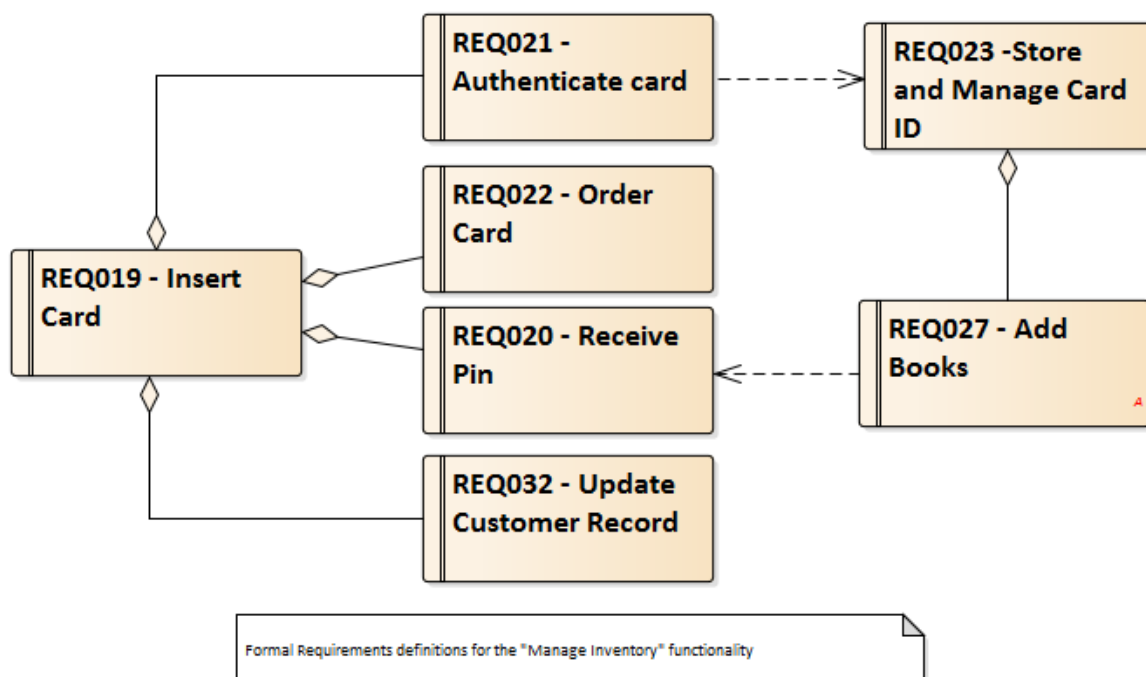 REQ021 -
Authenticate card
REQ023 -Store
and Manage Card
ID
REQ022 - Order
Card
REQ019 - Insert
Card
REQ020 - Receive
Pin
REQ027 - Add
Books
A
REQ032 - Update
Customer Record
Formal Requirements definitions for the "Manage Inventory" functionality